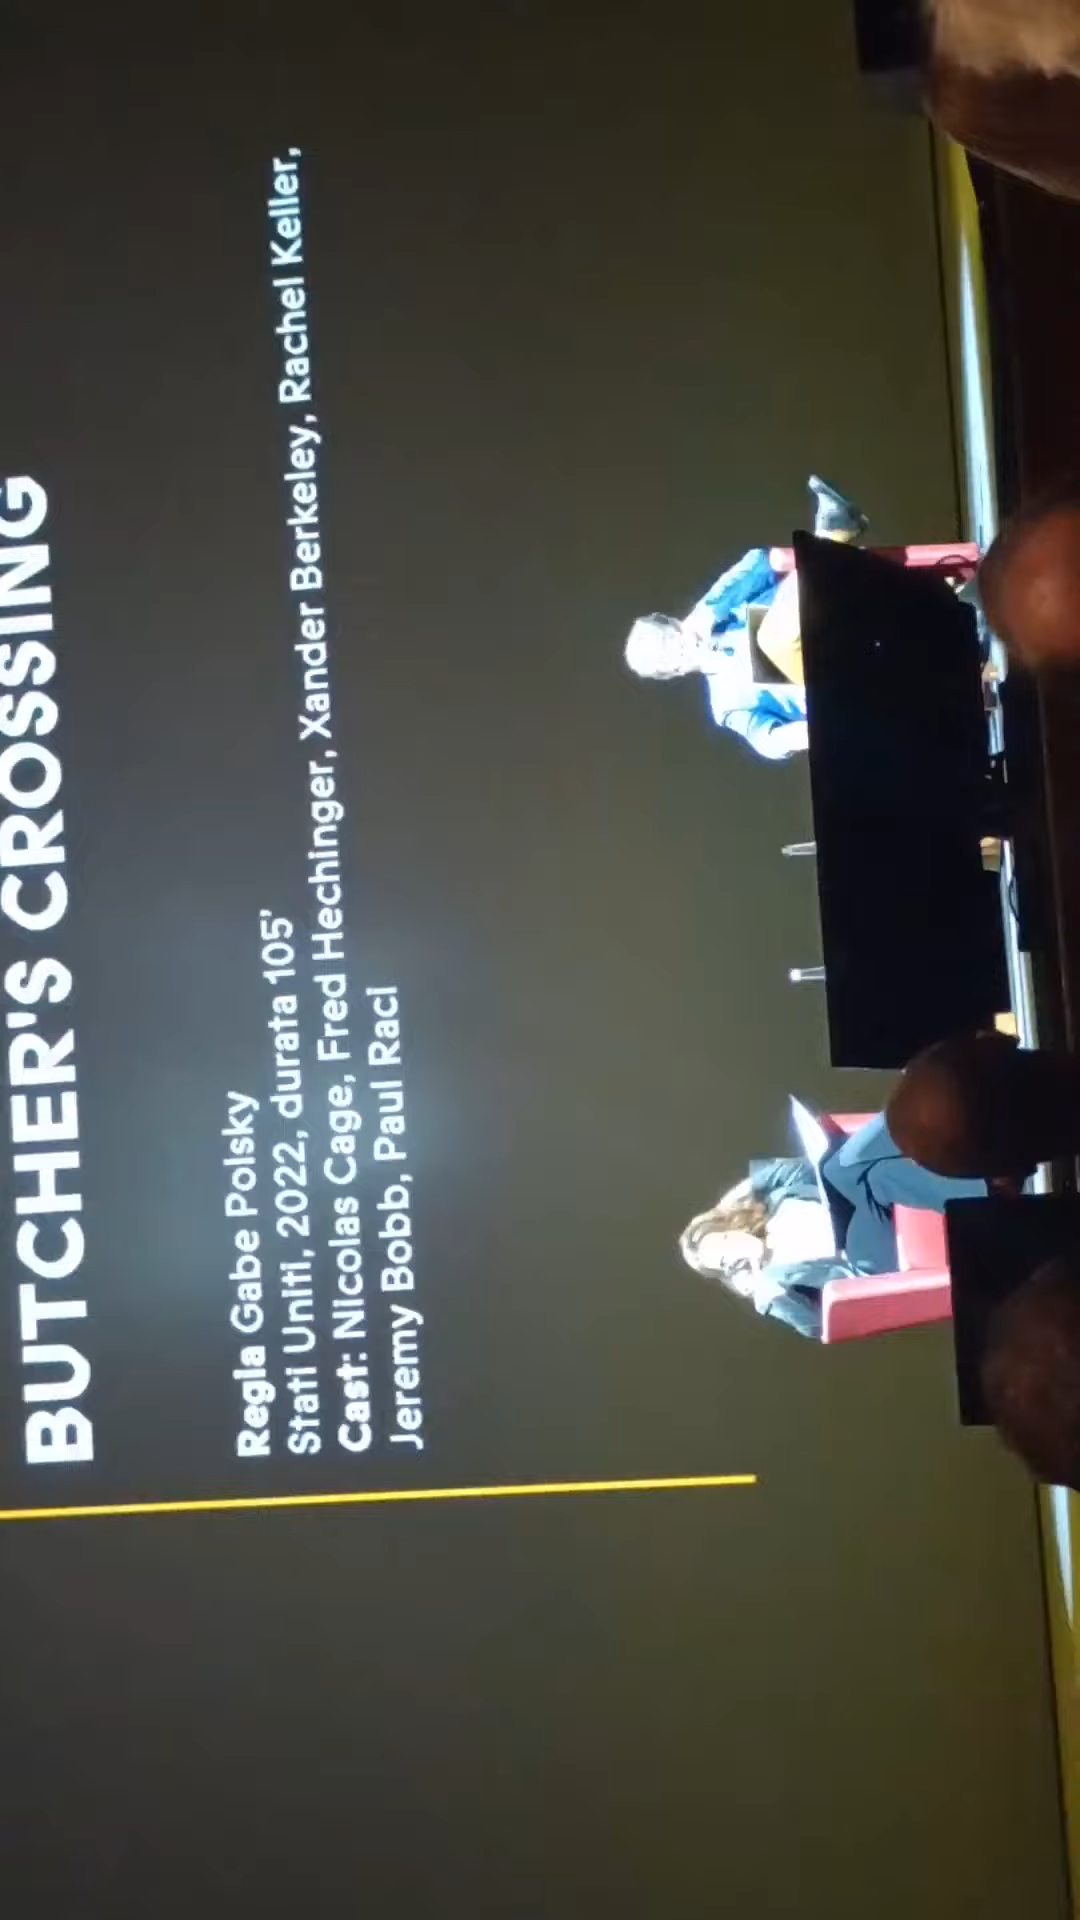 BUTCHER'S CROSSING
Regia Gabe Polsky
Stati Uniti, 2022, durata 105'
Cast: Nicolas Cage, Fred Hechinger, Xander Berkeley, Rachel Keller,
Jeremy Bobb, Paul Raci